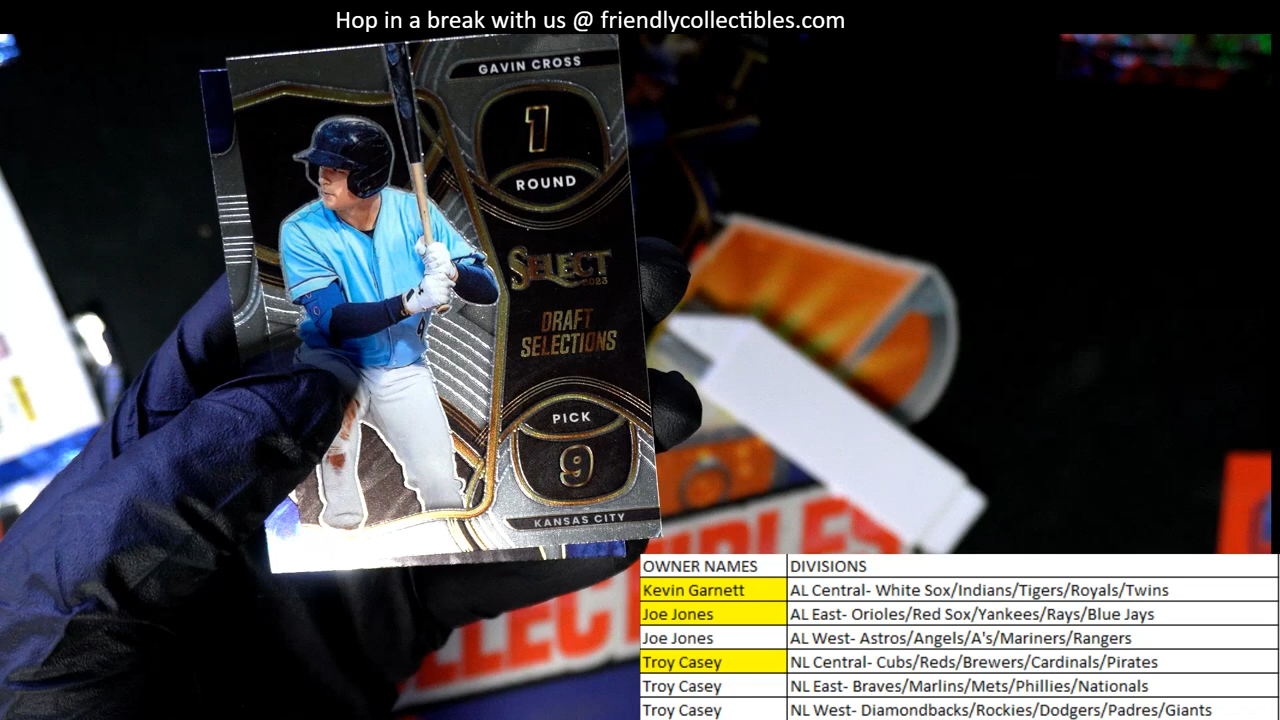 Hop in a break with us @ friendlycollectibles.com
GAVIN CROSS
1
ROUND
SELECT
2023
DRAFT
SELECTIONS
PICK
9
KANSAS CITY
OWNER NAMES DIVISIONS
Kevin Garnett AL Central- White Sox/Indians/Tigers/Royals/Twins
Joe Jones AL East- Orioles/Red Sox/Yankees/Rays/Blue Jays
Joe Jones AL West- Astros/Angels/A's/Mariners/Rangers
Troy Casey NL Central- Cubs/Reds/Brewers/Cardinals/Pirates
Troy Casey NL East- Braves/Marlins/Mets/Phillies/Nationals
Troy Casey NL West- Diamondbacks/Rockies/Dodgers/Padres/Giants